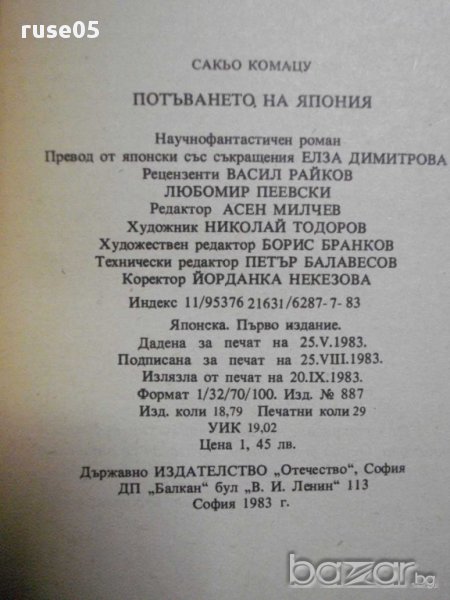 ruse05
САКЬО КОМАЦУ
ПОТЪВАНЕТО НА ЯПОНИЯ
Научнофантастичен роман
Превод от японски със съкращения ЕЛЗА ДИМИТРОВА
Рецензенти ВАСИЛ РАЙКОВ
ЛЮБОМИР ПЕЕВСКИ
Редактор АСЕН МИЛЧЕВ
Художник НИКОЛАЙ ТОДОРОВ
Художествен редактор БОРИС БРАНКОВ
Технически редактор ПЕТЪР БАЛАВЕСОВ
Коректор ЙОРДАНКА НЕКЕЗОВА
Индекс 11/95376 21631/6287-7-83
Японска. Първо издание.
Дадена за печат на 25.V.1983.
Подписана за печат на 25.VIII.1983.
Излязла от печат на 20.IX.1983.
Формат 1/32/70/100. Изд. № 887
Изд. коли 18,79 Печатни коли 29
УИК 19,02
Цена 1, 45 лв.
Държавно ИЗДАТЕЛСТВО „Отечество", София
ДП „Балкан" бул „В. И. Ленин" 113
София 1983 г.
bazar.bg